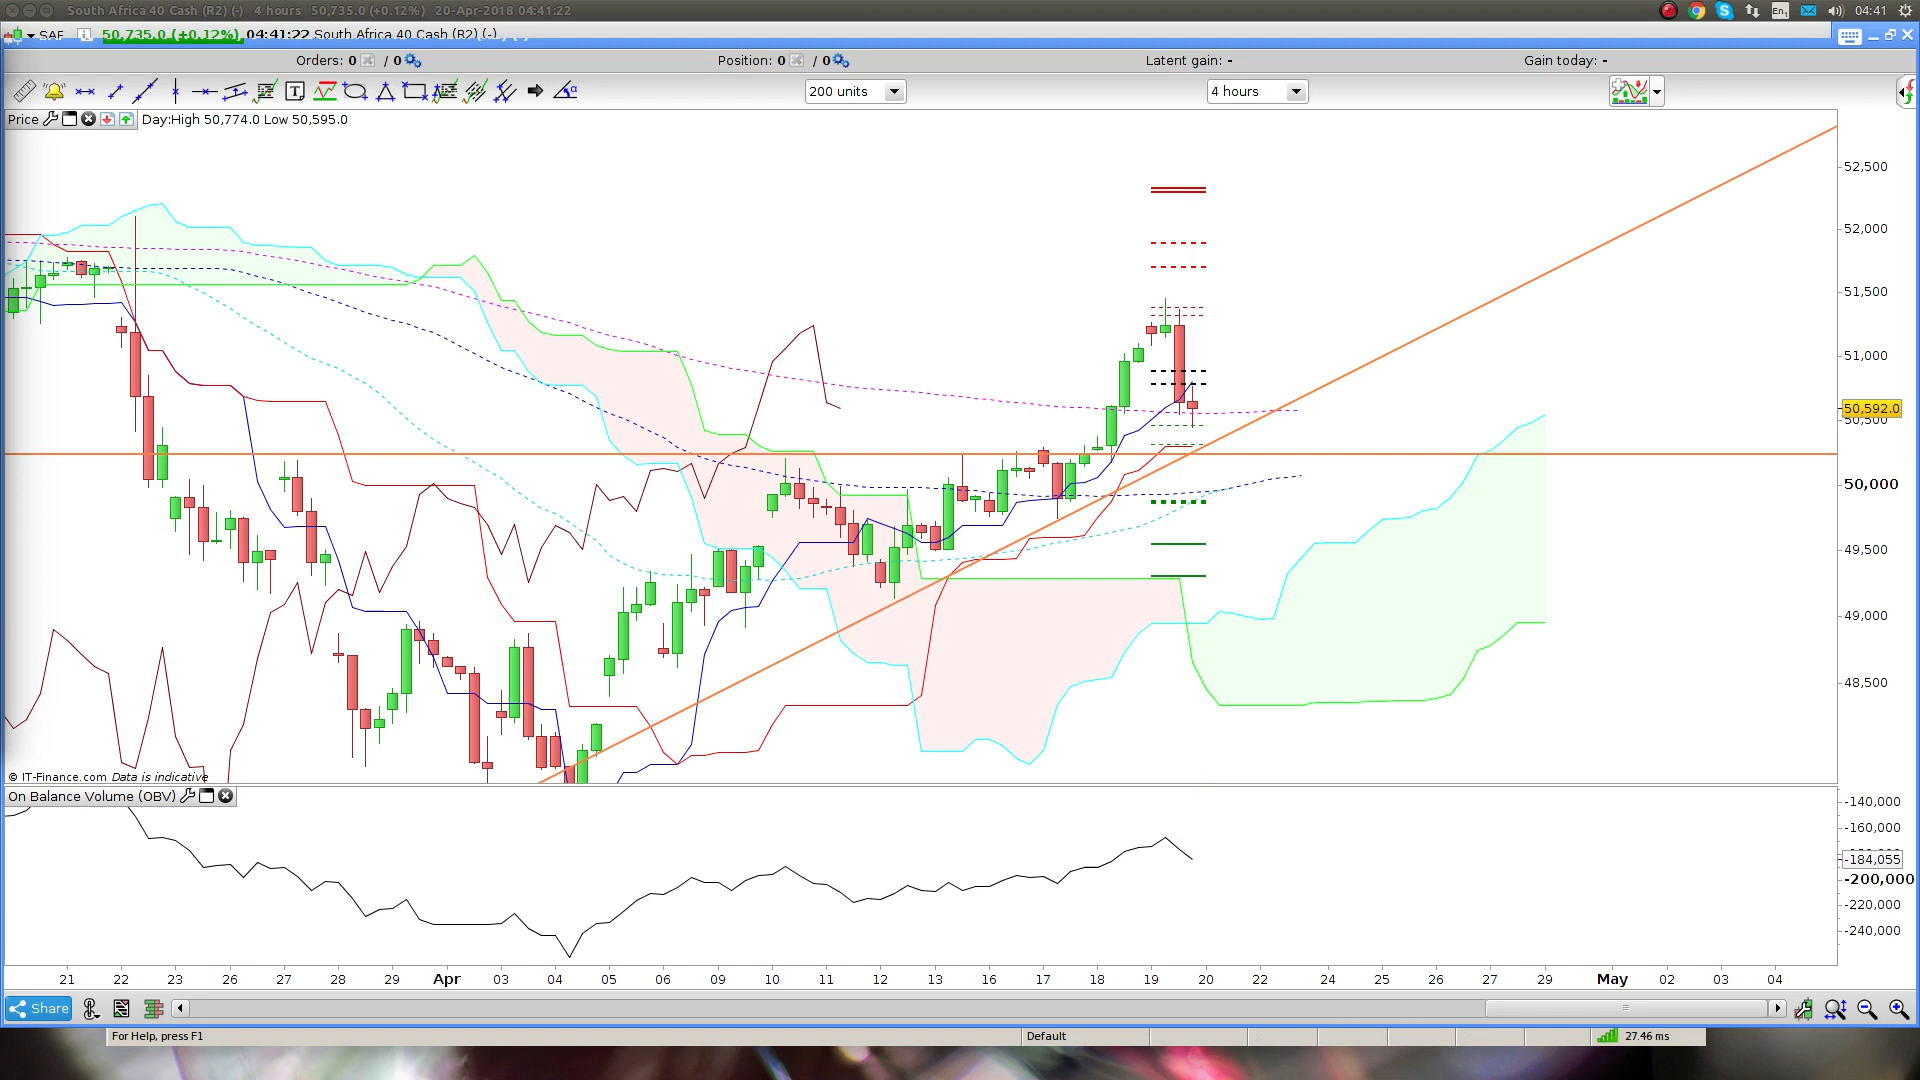 South Africa 40 Cash (R2) (-)   4 hours   50,735.0 (+0.12%)   20-Apr-2018 04:41:22
En1 04:41
SAF 50,735.0 (+0.12%) 04:41:22 South Africa 40 Cash (R2) (-)
Orders: 0 / 0 Position: 0 / 0 Latent gain: - Gain today: -
T 200 units 4 hours
Price Day:High 50,774.0 Low 50,595.0
52,500
52,000
51,500
51,000
50,592.0
50,500
50,000
49,500
49,000
48,500
© IT-Finance.com Data is indicative
On Balance Volume (OBV)
-140,000
-160,000
-184,055
-200,000
-220,000
-240,000
21 22 23 26 27 28 29 Apr 03 04 05 06 09 10 11 12 13 16 17 18 19 20 22 24 25 26 27 29 May 02 03 04
Share
For Help, press F1 Default 27.46 ms